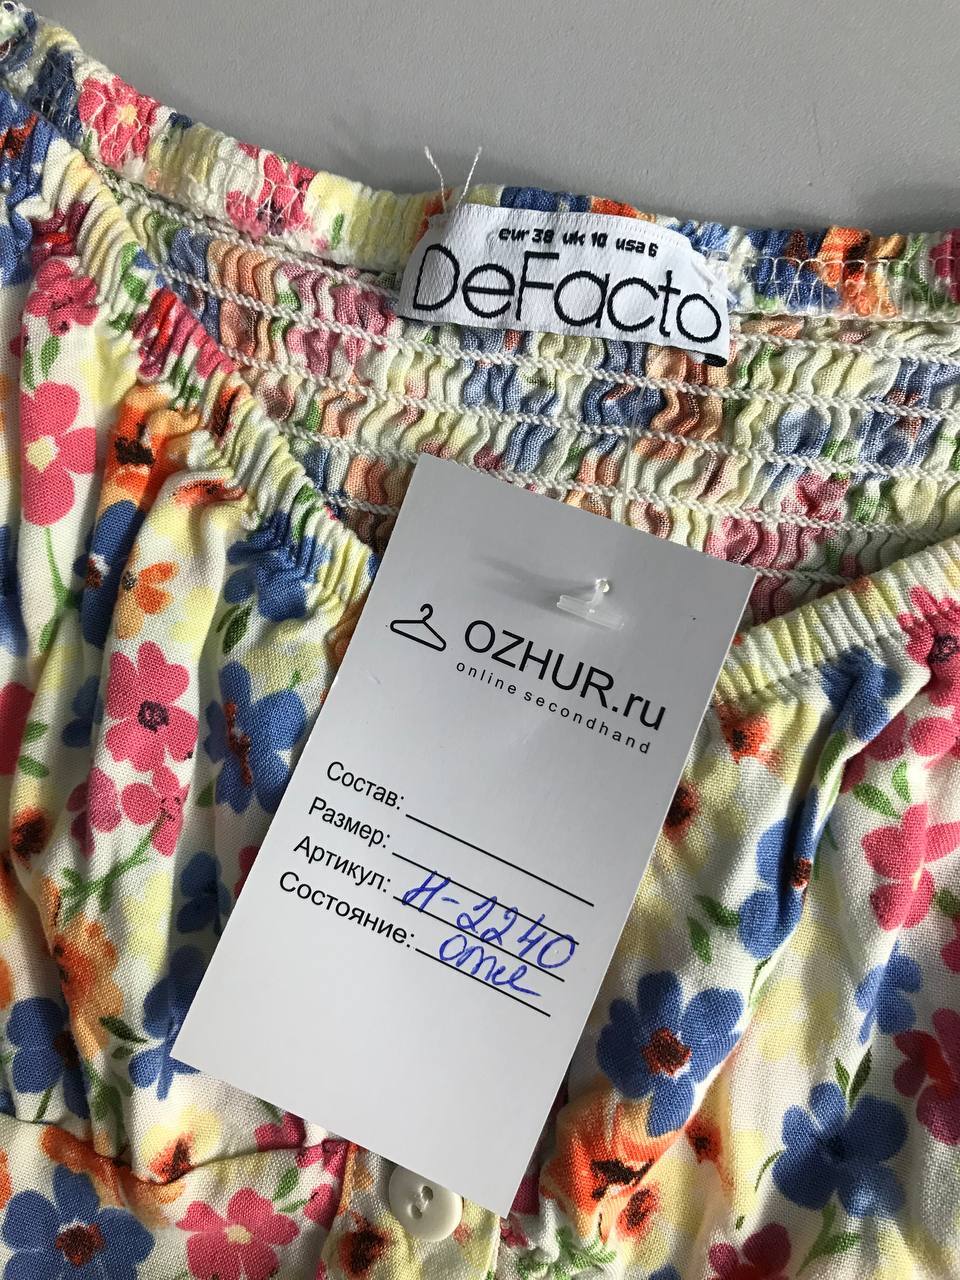 eur 38 uk 10 usa 6
DeFacto
OZHUR.ru
online secondhand
Состав:
Размер:
Артикул: Н-2240
Состояние: отл